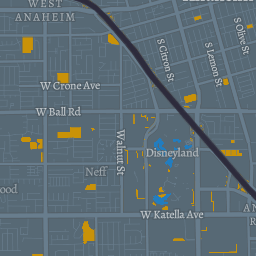 WEST
ANAHEIM
S Citron St
S Lemon St
S Olive St
W Crone Ave
W Ball Rd
Walnut St
Disneyland
Neff
ood
W Katella Ave
AN
R